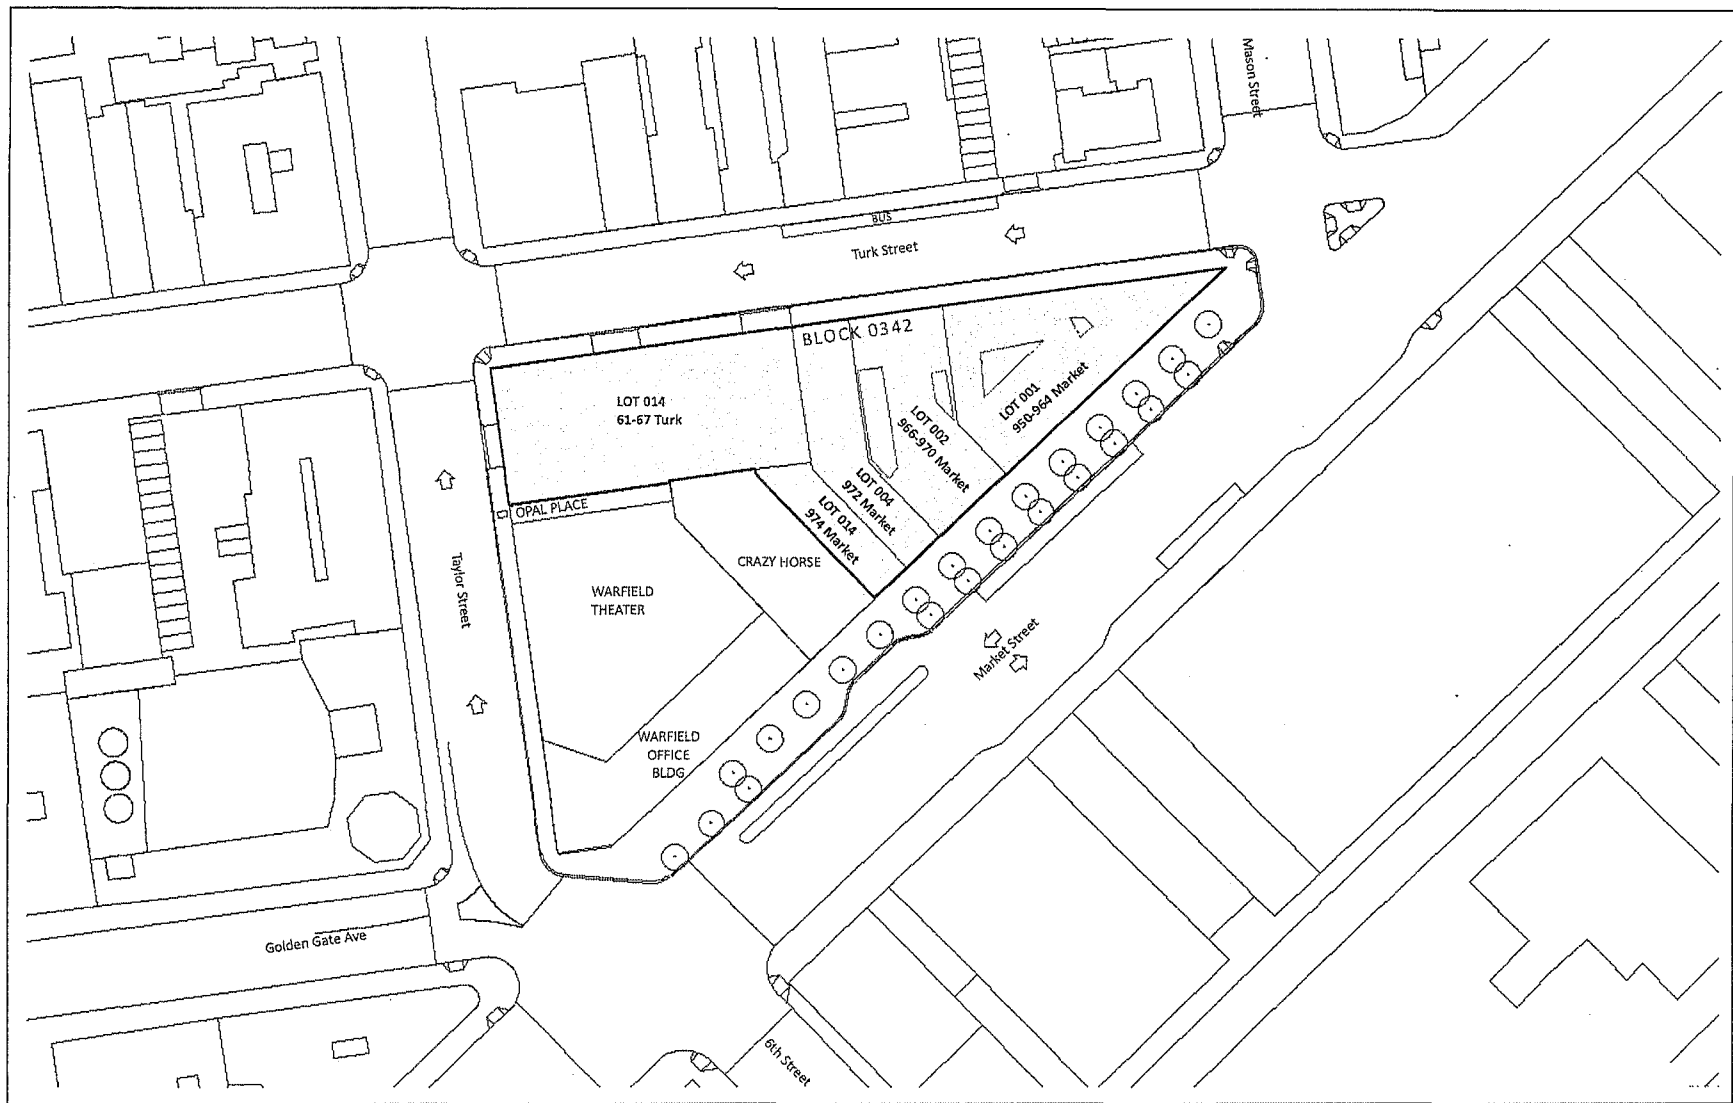 Mason Street
BUS
Turk Street
BLOCK 0342
LOT 014
61-67 Turk
LOT 001
950-964 Market
LOT 002
966-970 Market
LOT 004
972 Market
LOT 014
974 Market
OPAL PLACE
CRAZY HORSE
WARFIELD
THEATER
Taylor Street
Market Street
WARFIELD
OFFICE
BLDG
Golden Gate Ave
6th Street